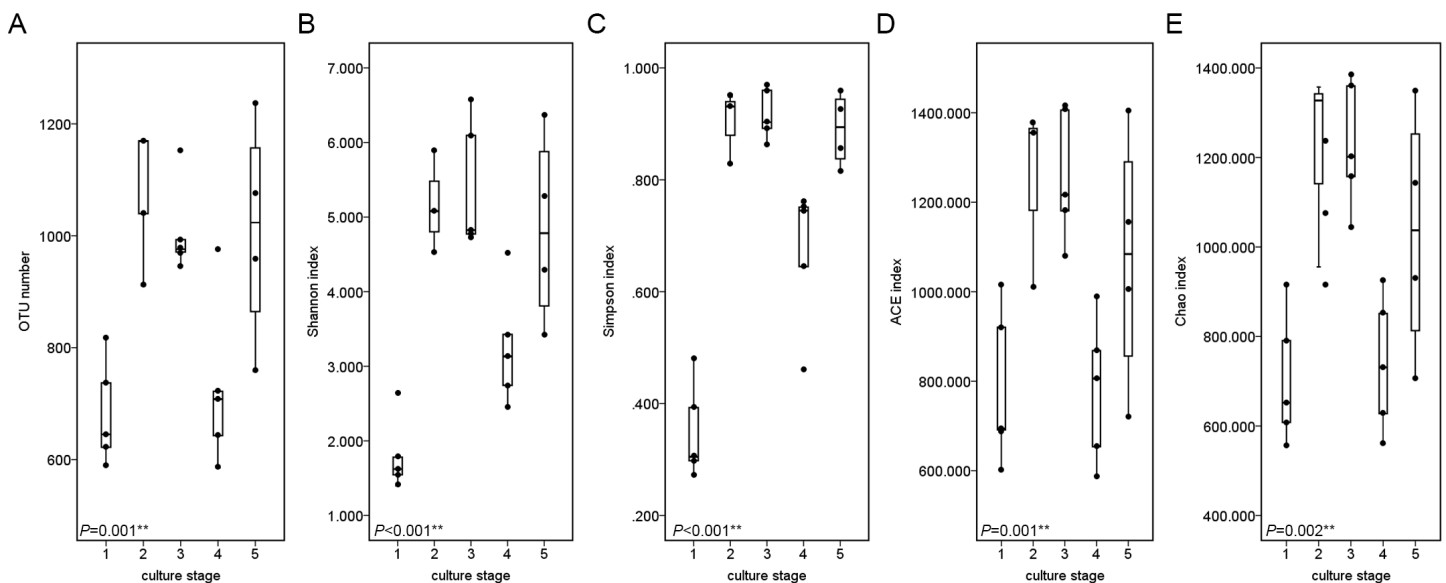 A
OTU number
1200
1000
800
600
P=0.001**
1 2 3 4 5
culture stage
B
Shannon index
7.000
6.000
5.000
4.000
3.000
2.000
1.000
P<0.001**
1 2 3 4 5
culture stage
C
Simpson index
1.000
.800
.600
.400
.200
P<0.001**
1 2 3 4 5
culture stage
D
ACE index
1400.000
1200.000
1000.000
800.000
600.000
P=0.001**
1 2 3 4 5
culture stage
E
Chao index
1400.000
1200.000
1000.000
800.000
600.000
400.000
P=0.002**
1 2 3 4 5
culture stage